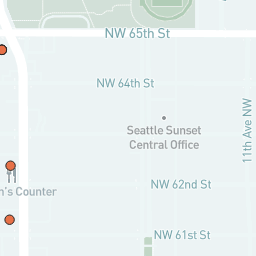 NW 65th St
NW 64th St
Seattle Sunset
Central Office
11th Ave NW
n's Counter
NW 62nd St
NW 61st St